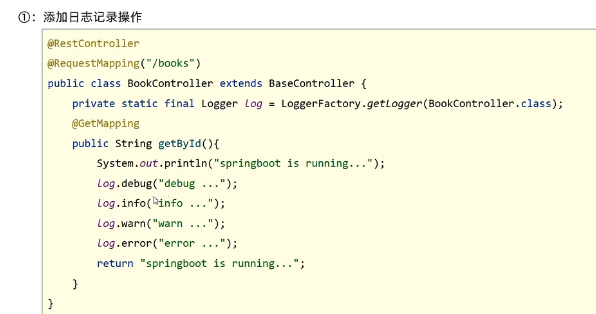 ①：添加日志记录操作
@RestController
@RequestMapping("/books")
public class BookController extends BaseController {
    private static final Logger log = LoggerFactory.getLogger(BookController.class);
    @GetMapping
    public String getById(){
        System.out.println("springboot is running...");
        log.debug("debug ...");
        log.info("info ...");
        log.warn("warn ...");
        log.error("error ...");
        return "springboot is running...";
    }
}